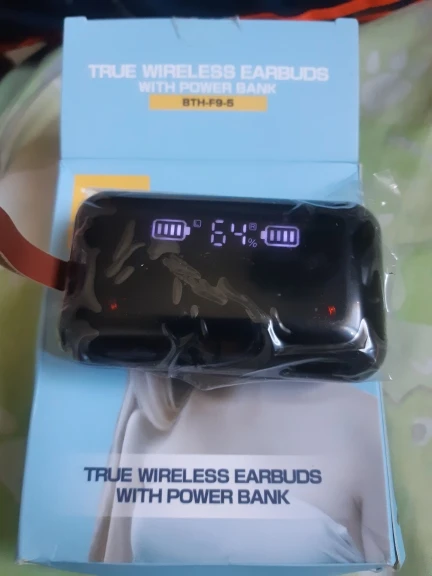 TRUE WIRELESS EARBUDS
WITH POWER BANK
BTH-F9-5
64%
TRUE WIRELESS EARBUDS
WITH POWER BANK